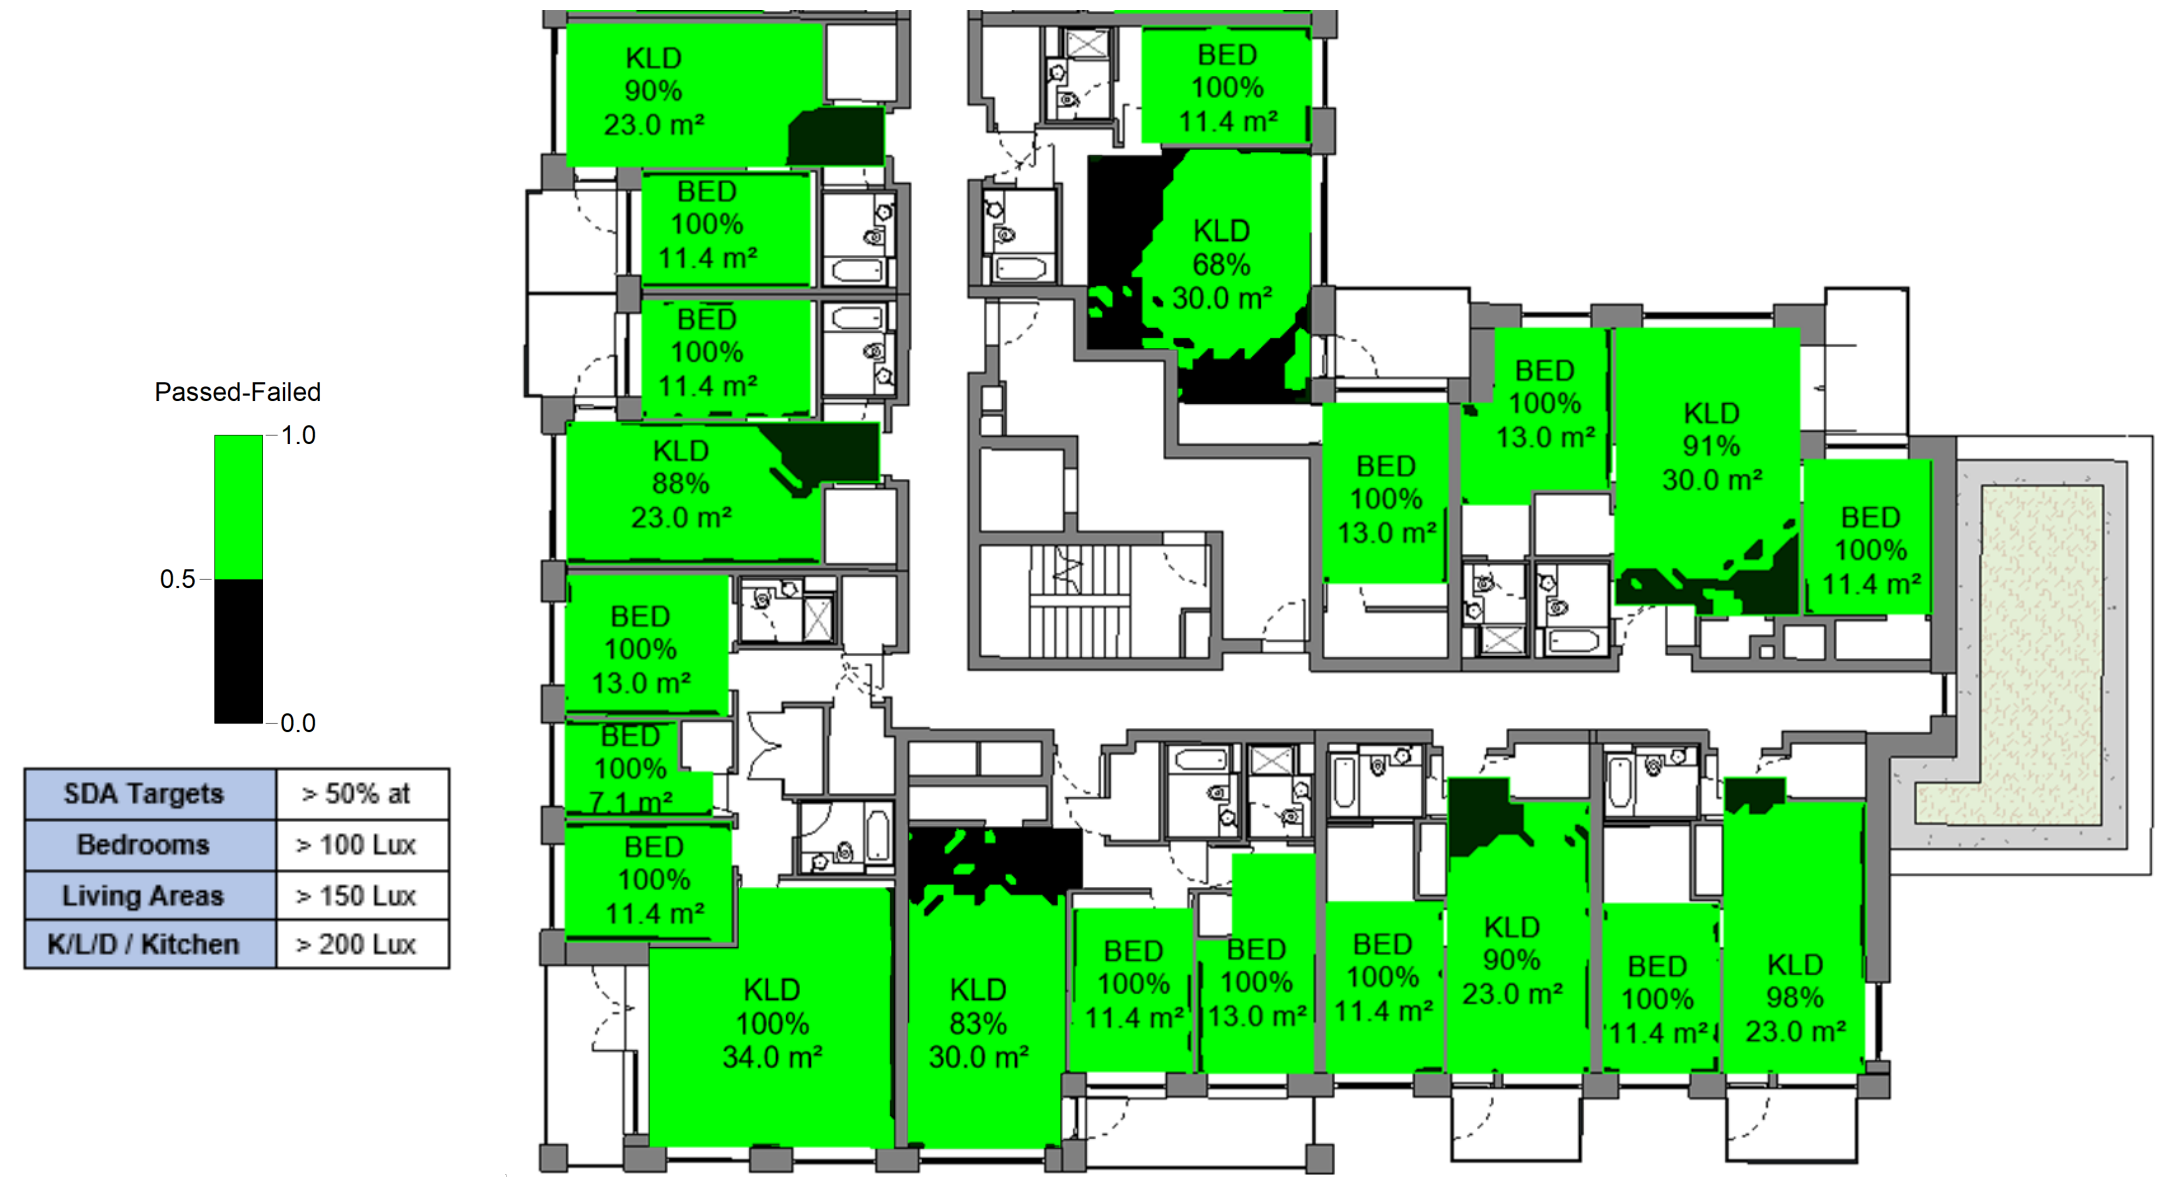 KLD
90%
23.0 m²
BED
100%
11.4 m²
BED
100%
11.4 m²
KLD
68%
30.0 m²
BED
100%
11.4 m²
KLD
88%
23.0 m²
BED
100%
13.0 m²
KLD
91%
30.0 m²
BED
100%
13.0 m²
BED
100%
11.4 m²
Passed-Failed
1.0
0.5
0.0
BED
100%
13.0 m²
BED
100%
7.1 m²
BED
100%
11.4 m²
SDA Targets > 50% at
Bedrooms > 100 Lux
Living Areas > 150 Lux
K/L/D / Kitchen > 200 Lux
KLD
100%
34.0 m²
KLD
83%
30.0 m²
BED
100%
11.4 m²
BED
100%
13.0 m²
BED
100%
11.4 m²
KLD
90%
23.0 m²
BED
100%
11.4 m²
KLD
98%
23.0 m²